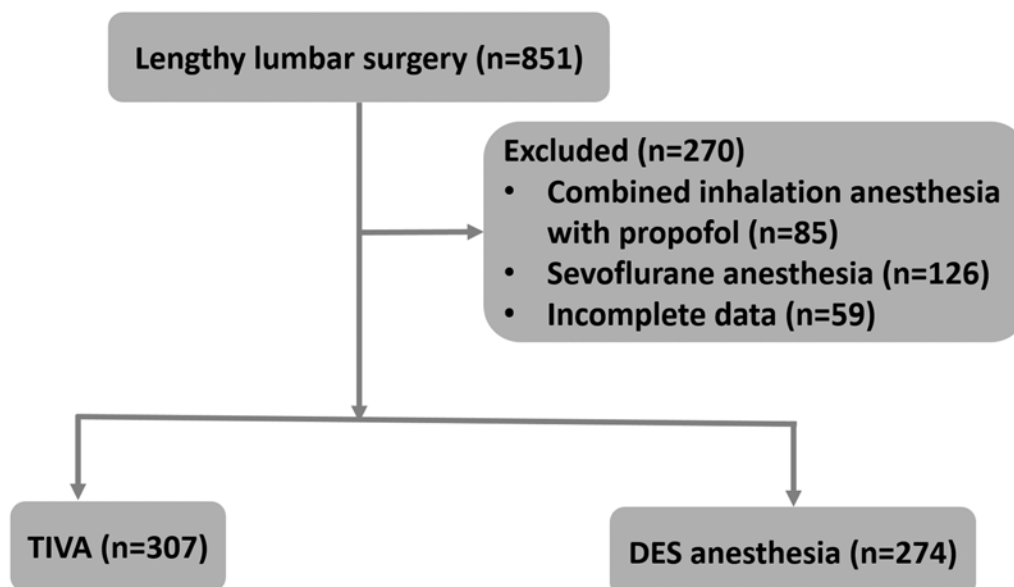 Lengthy lumbar surgery (n=851)
Excluded (n=270)
• Combined inhalation anesthesia
with propofol (n=85)
• Sevoflurane anesthesia (n=126)
• Incomplete data (n=59)
TIVA (n=307)
DES anesthesia (n=274)